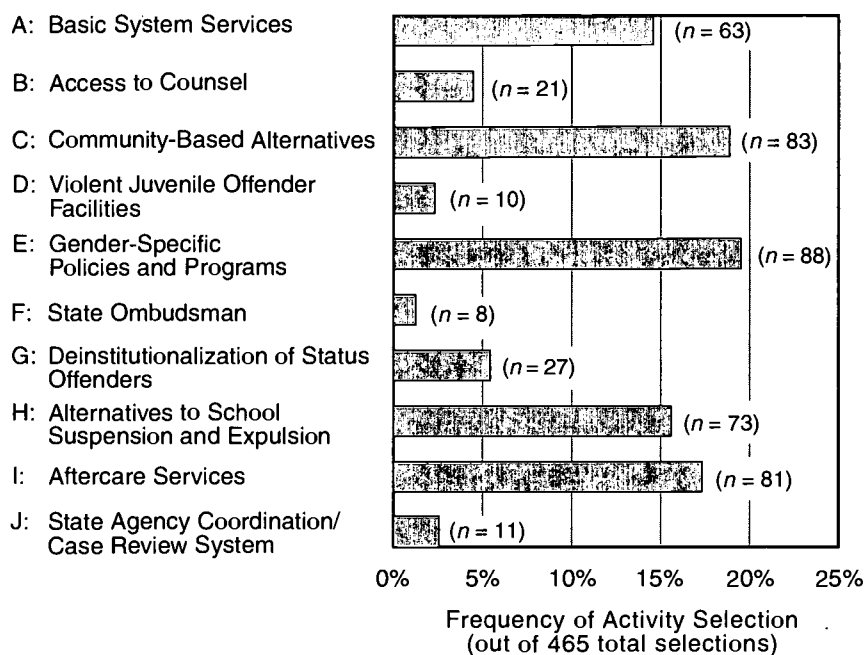 A: Basic System Services
(n = 63)
B: Access to Counsel
(n = 21)
C: Community-Based Alternatives
(n = 83)
D: Violent Juvenile Offender
Facilities
(n = 10)
E: Gender-Specific
Policies and Programs
(n = 88)
F: State Ombudsman
(n = 8)
G: Deinstitutionalization of Status
Offenders
(n = 27)
H: Alternatives to School
Suspension and Expulsion
(n = 73)
I: Aftercare Services
(n = 81)
J: State Agency Coordination/
Case Review System
(n = 11)
0% 5% 10% 15% 20% 25%
Frequency of Activity Selection
(out of 465 total selections)